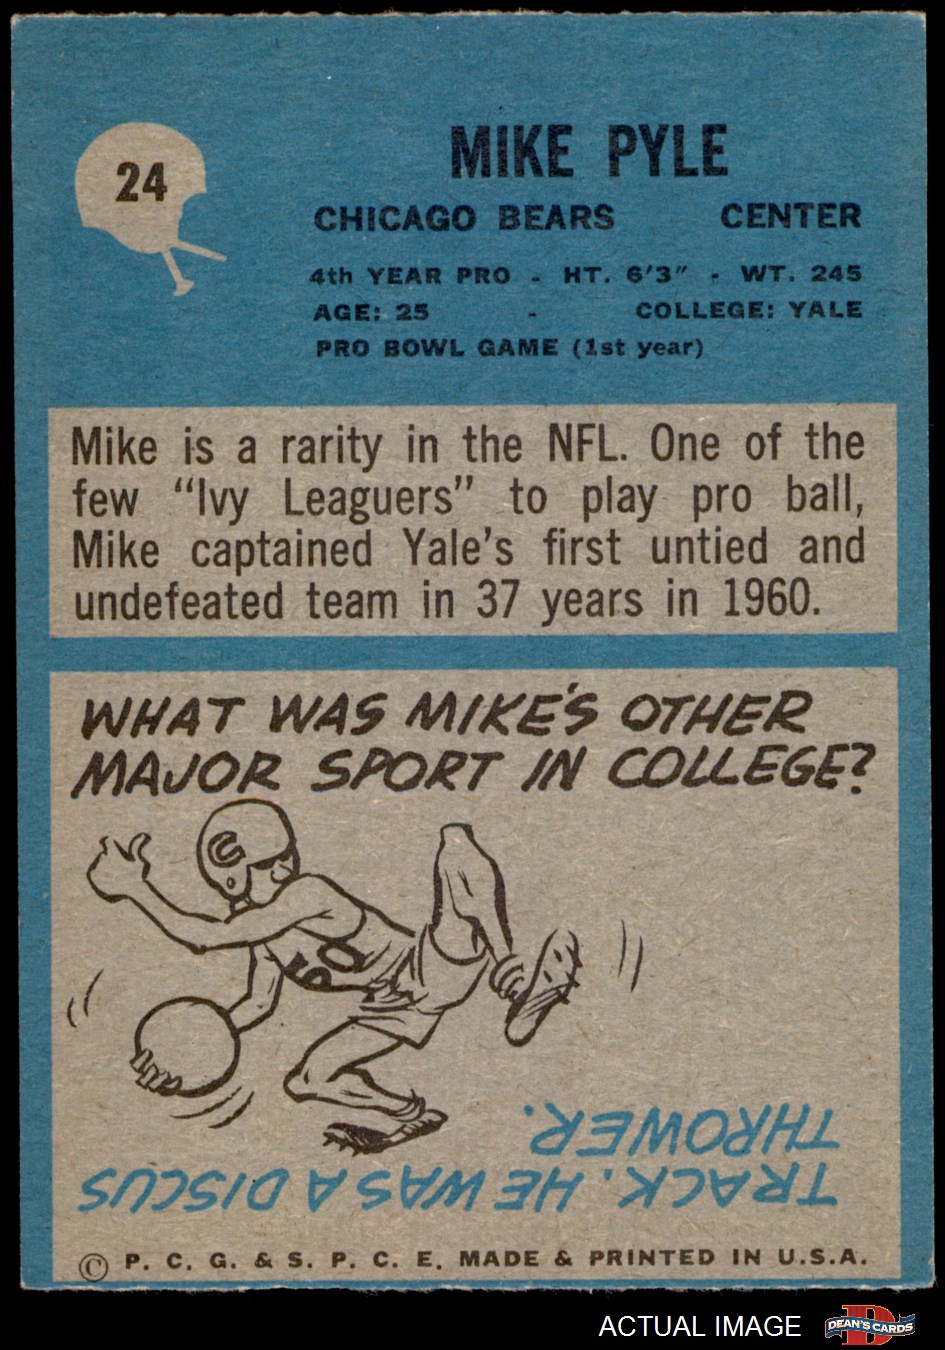 24
MIKE PYLE
CHICAGO BEARS CENTER
4th YEAR PRO - HT. 6'3" - WT. 245
AGE: 25 - COLLEGE: YALE
PRO BOWL GAME (1st year)
Mike is a rarity in the NFL. One of the
few “Ivy Leaguers” to play pro ball,
Mike captained Yale's first untied and
undefeated team in 37 years in 1960.
WHAT WAS MIKE'S OTHER
MAJOR SPORT IN COLLEGE?
C
50
TRACK. HE WAS A DISCUS
THROWER.
© P. C. G. & S. P. C. E. MADE & PRINTED IN U.S.A.
ACTUAL IMAGE
D
DEAN'S CARDS